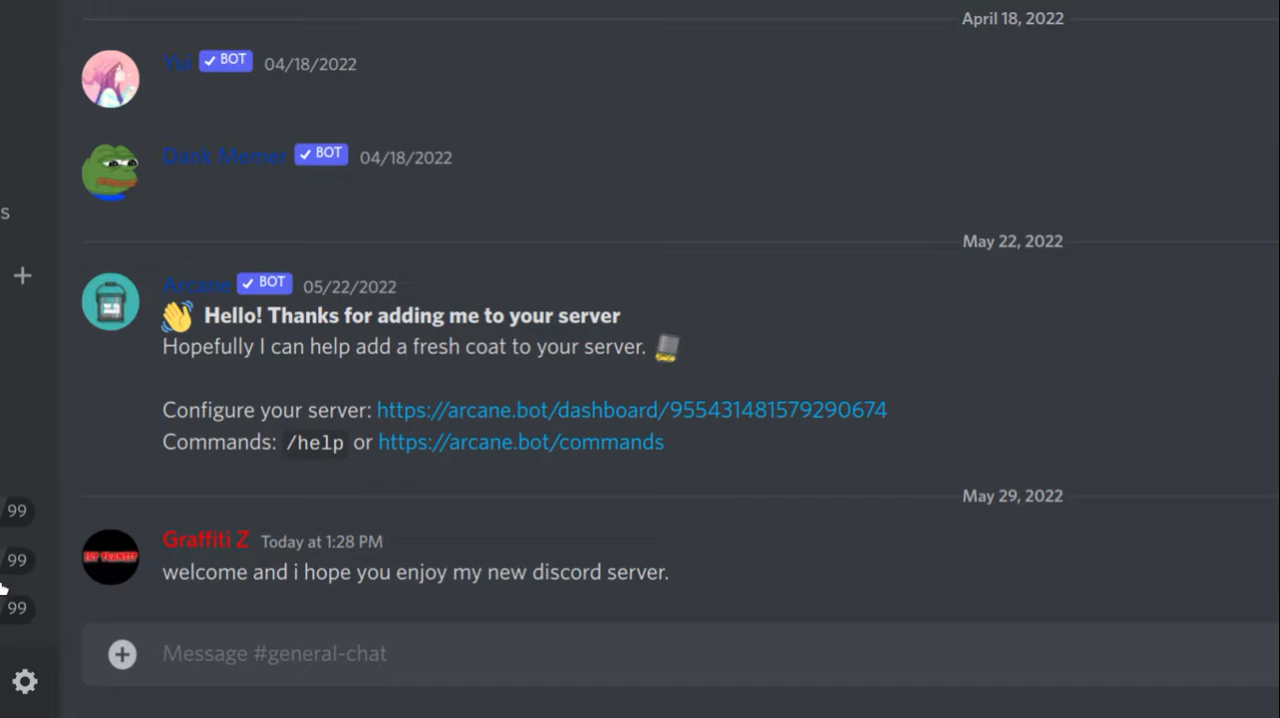 April 18, 2022
Yui BOT 04/18/2022
Dank Memer BOT 04/18/2022
s
May 22, 2022
Arcane BOT 05/22/2022
Hello! Thanks for adding me to your server
Hopefully I can help add a fresh coat to your server.
Configure your server: https://arcane.bot/dashboard/955431481579290674
Commands: /help or https://arcane.bot/commands
May 29, 2022
/ 99
Graffiti Z Today at 1:28 PM
/ 99
welcome and i hope you enjoy my new discord server.
/ 99
Message #general-chat